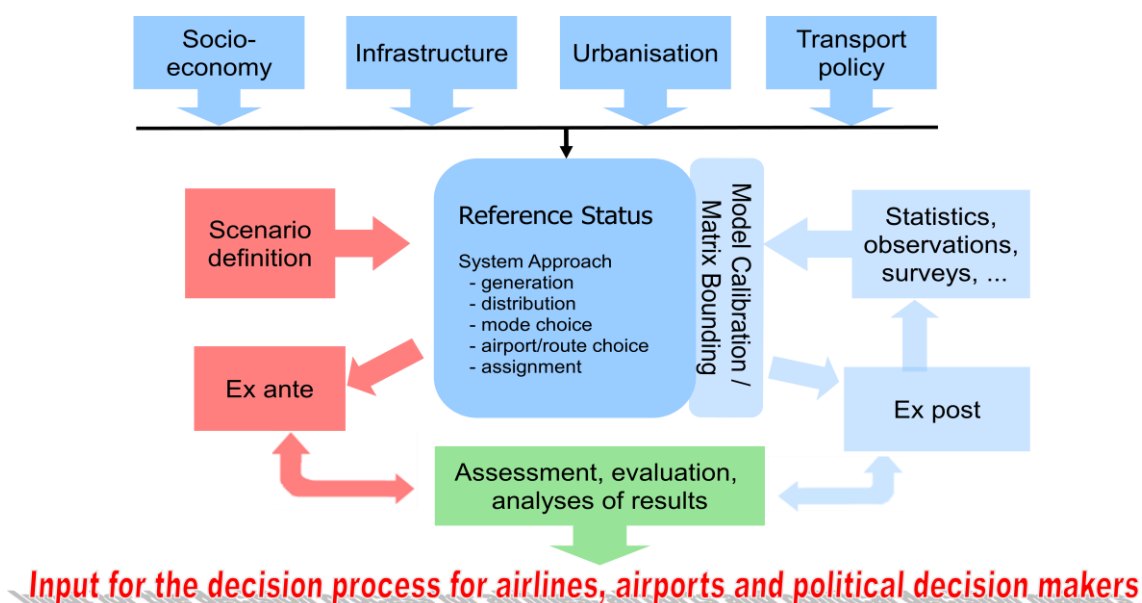 Socio-
economy
Infrastructure
Urbanisation
Transport
policy
Scenario
definition
Reference Status
System Approach
- generation
- distribution
- mode choice
- airport/route choice
- assignment
Model Calibration /
Matrix Bounding
Statistics,
observations,
surveys, ...
Ex ante
Ex post
Assessment, evaluation,
analyses of results
Input for the decision process for airlines, airports and political decision makers